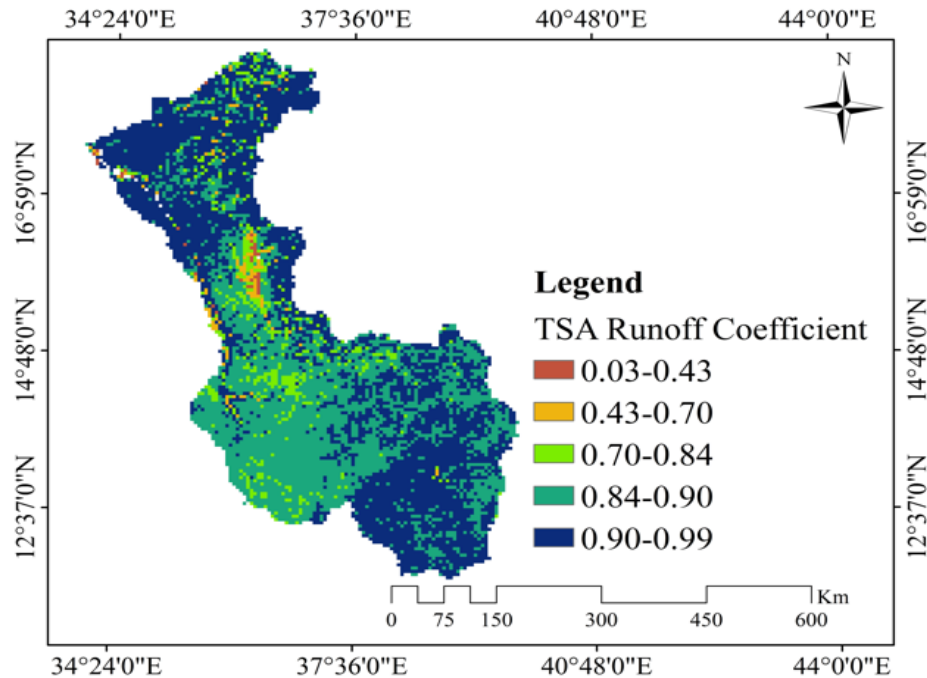 34°24'0"E 37°36'0"E 40°48'0"E 44°0'0"E
N
16°59'0"N 16°59'0"N
14°48'0"N 14°48'0"N
12°37'0"N 12°37'0"N
Legend
TSA Runoff Coefficient
0.03-0.43
0.43-0.70
0.70-0.84
0.84-0.90
0.90-0.99
Km
0 75 150 300 450 600
34°24'0"E 37°36'0"E 40°48'0"E 44°0'0"E